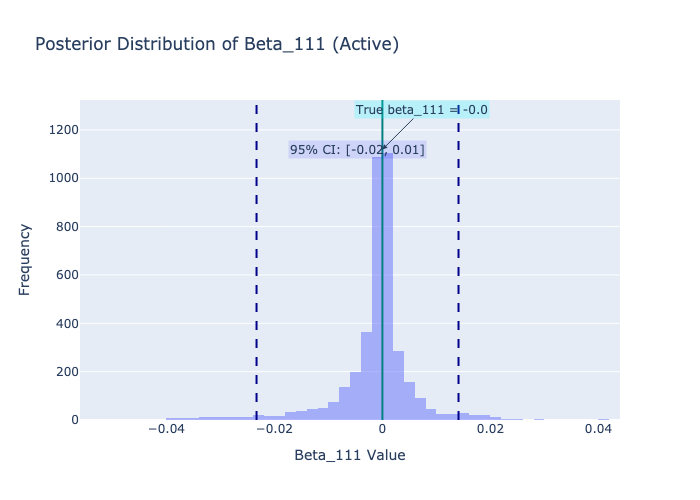 Posterior Distribution of Beta_111 (Active)
True beta_111 = -0.0
95% CI: [-0.02, 0.01]
1200
1000
800
600
400
200
0
Frequency
−0.04
−0.02
0
0.02
0.04
Beta_111 Value